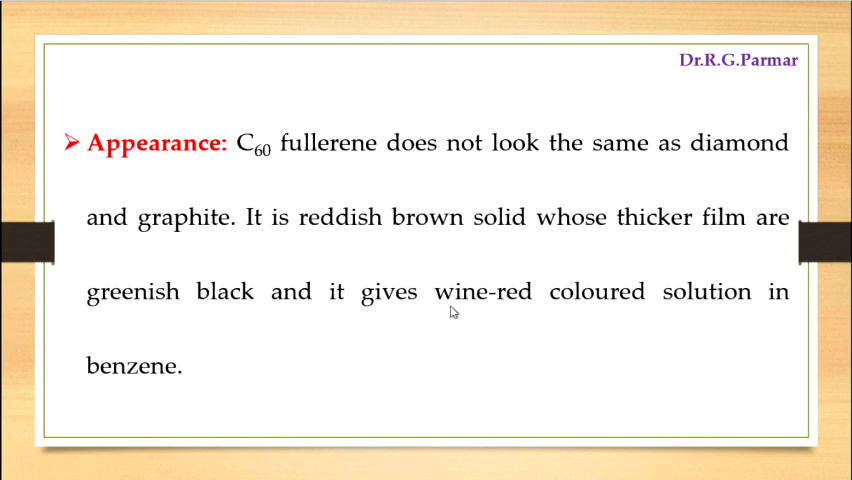 Dr.R.G.Parmar
➢ Appearance: C₆₀ fullerene does not look the same as diamond
and graphite. It is reddish brown solid whose thicker film are
greenish black and it gives wine-red coloured solution in
benzene.